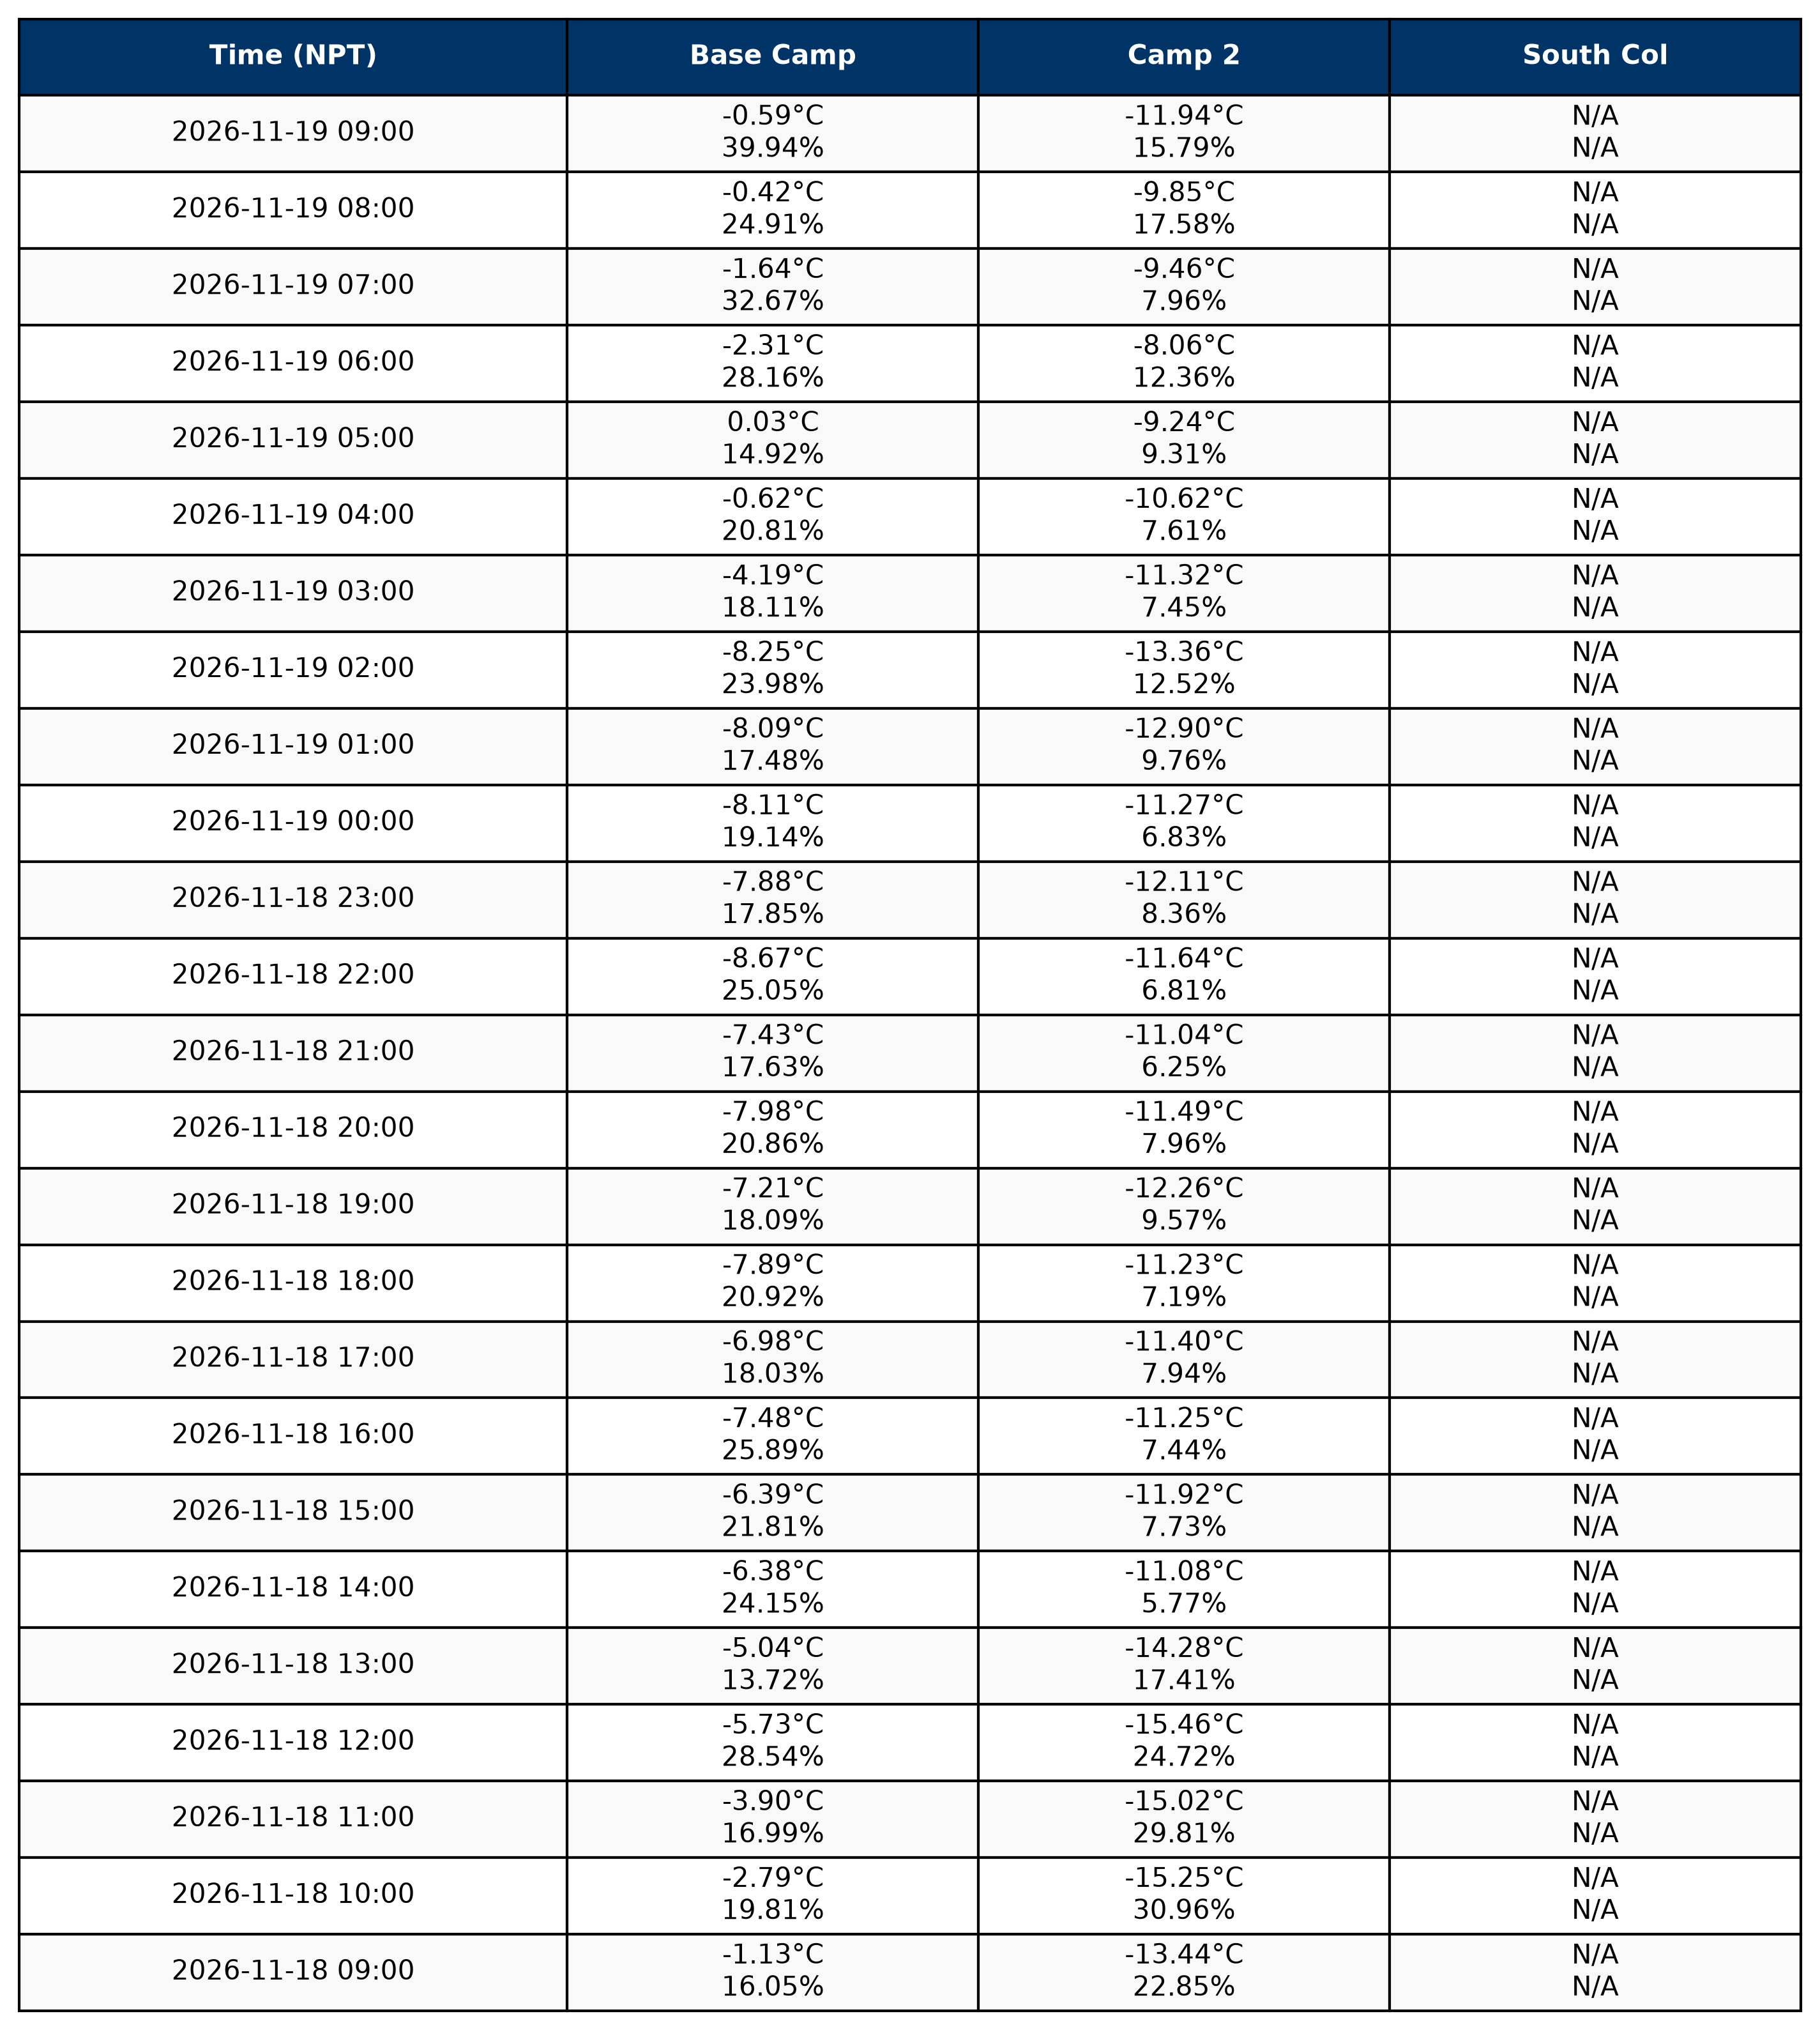 Time (NPT) Base Camp Camp 2 South Col
2026-11-19 09:00 -0.59°C 39.94% -11.94°C 15.79% N/A N/A
2026-11-19 08:00 -0.42°C 24.91% -9.85°C 17.58% N/A N/A
2026-11-19 07:00 -1.64°C 32.67% -9.46°C 7.96% N/A N/A
2026-11-19 06:00 -2.31°C 28.16% -8.06°C 12.36% N/A N/A
2026-11-19 05:00 0.03°C 14.92% -9.24°C 9.31% N/A N/A
2026-11-19 04:00 -0.62°C 20.81% -10.62°C 7.61% N/A N/A
2026-11-19 03:00 -4.19°C 18.11% -11.32°C 7.45% N/A N/A
2026-11-19 02:00 -8.25°C 23.98% -13.36°C 12.52% N/A N/A
2026-11-19 01:00 -8.09°C 17.48% -12.90°C 9.76% N/A N/A
2026-11-19 00:00 -8.11°C 19.14% -11.27°C 6.83% N/A N/A
2026-11-18 23:00 -7.88°C 17.85% -12.11°C 8.36% N/A N/A
2026-11-18 22:00 -8.67°C 25.05% -11.64°C 6.81% N/A N/A
2026-11-18 21:00 -7.43°C 17.63% -11.04°C 6.25% N/A N/A
2026-11-18 20:00 -7.98°C 20.86% -11.49°C 7.96% N/A N/A
2026-11-18 19:00 -7.21°C 18.09% -12.26°C 9.57% N/A N/A
2026-11-18 18:00 -7.89°C 20.92% -11.23°C 7.19% N/A N/A
2026-11-18 17:00 -6.98°C 18.03% -11.40°C 7.94% N/A N/A
2026-11-18 16:00 -7.48°C 25.89% -11.25°C 7.44% N/A N/A
2026-11-18 15:00 -6.39°C 21.81% -11.92°C 7.73% N/A N/A
2026-11-18 14:00 -6.38°C 24.15% -11.08°C 5.77% N/A N/A
2026-11-18 13:00 -5.04°C 13.72% -14.28°C 17.41% N/A N/A
2026-11-18 12:00 -5.73°C 28.54% -15.46°C 24.72% N/A N/A
2026-11-18 11:00 -3.90°C 16.99% -15.02°C 29.81% N/A N/A
2026-11-18 10:00 -2.79°C 19.81% -15.25°C 30.96% N/A N/A
2026-11-18 09:00 -1.13°C 16.05% -13.44°C 22.85% N/A N/A